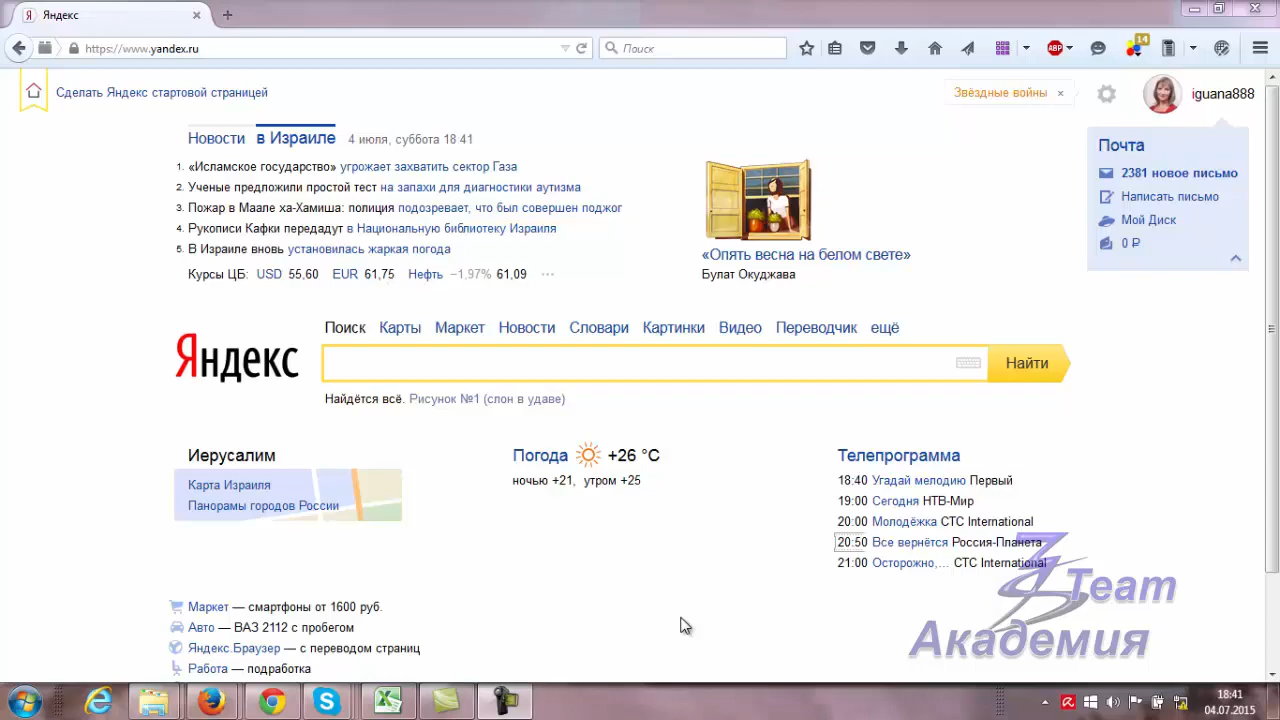 Яндекс
https://www.yandex.ru
Поиск
ABP
14
Сделать Яндекс стартовой страницей
Звёздные войны
iguana888
Новости в Израиле 4 июля, суббота 18:41
1. «Исламское государство» угрожает захватить сектор Газа
2. Ученые предложили простой тест на запахи для диагностики аутизма
3. Пожар в Маале ха-Хамиша: полиция подозревает, что был совершен поджог
4. Рукописи Кафки передадут в Национальную библиотеку Израиля
5. В Израиле вновь установилась жаркая погода
Курсы ЦБ: USD 55,60 EUR 61,75 Нефть −1,97% 61,09 ...
«Опять весна на белом свете»
Булат Окуджава
Почта
2381 новое письмо
Написать письмо
Мой Диск
0 ₽
Поиск Карты Маркет Новости Словари Картинки Видео Переводчик ещё
Яндекс
Найти
Найдётся всё. Рисунок №1 (слон в удаве)
Иерусалим
Карта Израиля
Панорамы городов России
Погода +26 °C
ночью +21, утром +25
Телепрограмма
18:40 Угадай мелодию Первый
19:00 Сегодня НТВ-Мир
20:00 Молодёжка СТС International
20:50 Все вернётся Россия-Планета
21:00 Осторожно,... СТС International
Маркет — смартфоны от 1600 руб.
Авто — ВАЗ 2112 с пробегом
Яндекс.Браузер — с переводом страниц
Работа — подработка
Team
Академия
18:41
04.07.2015